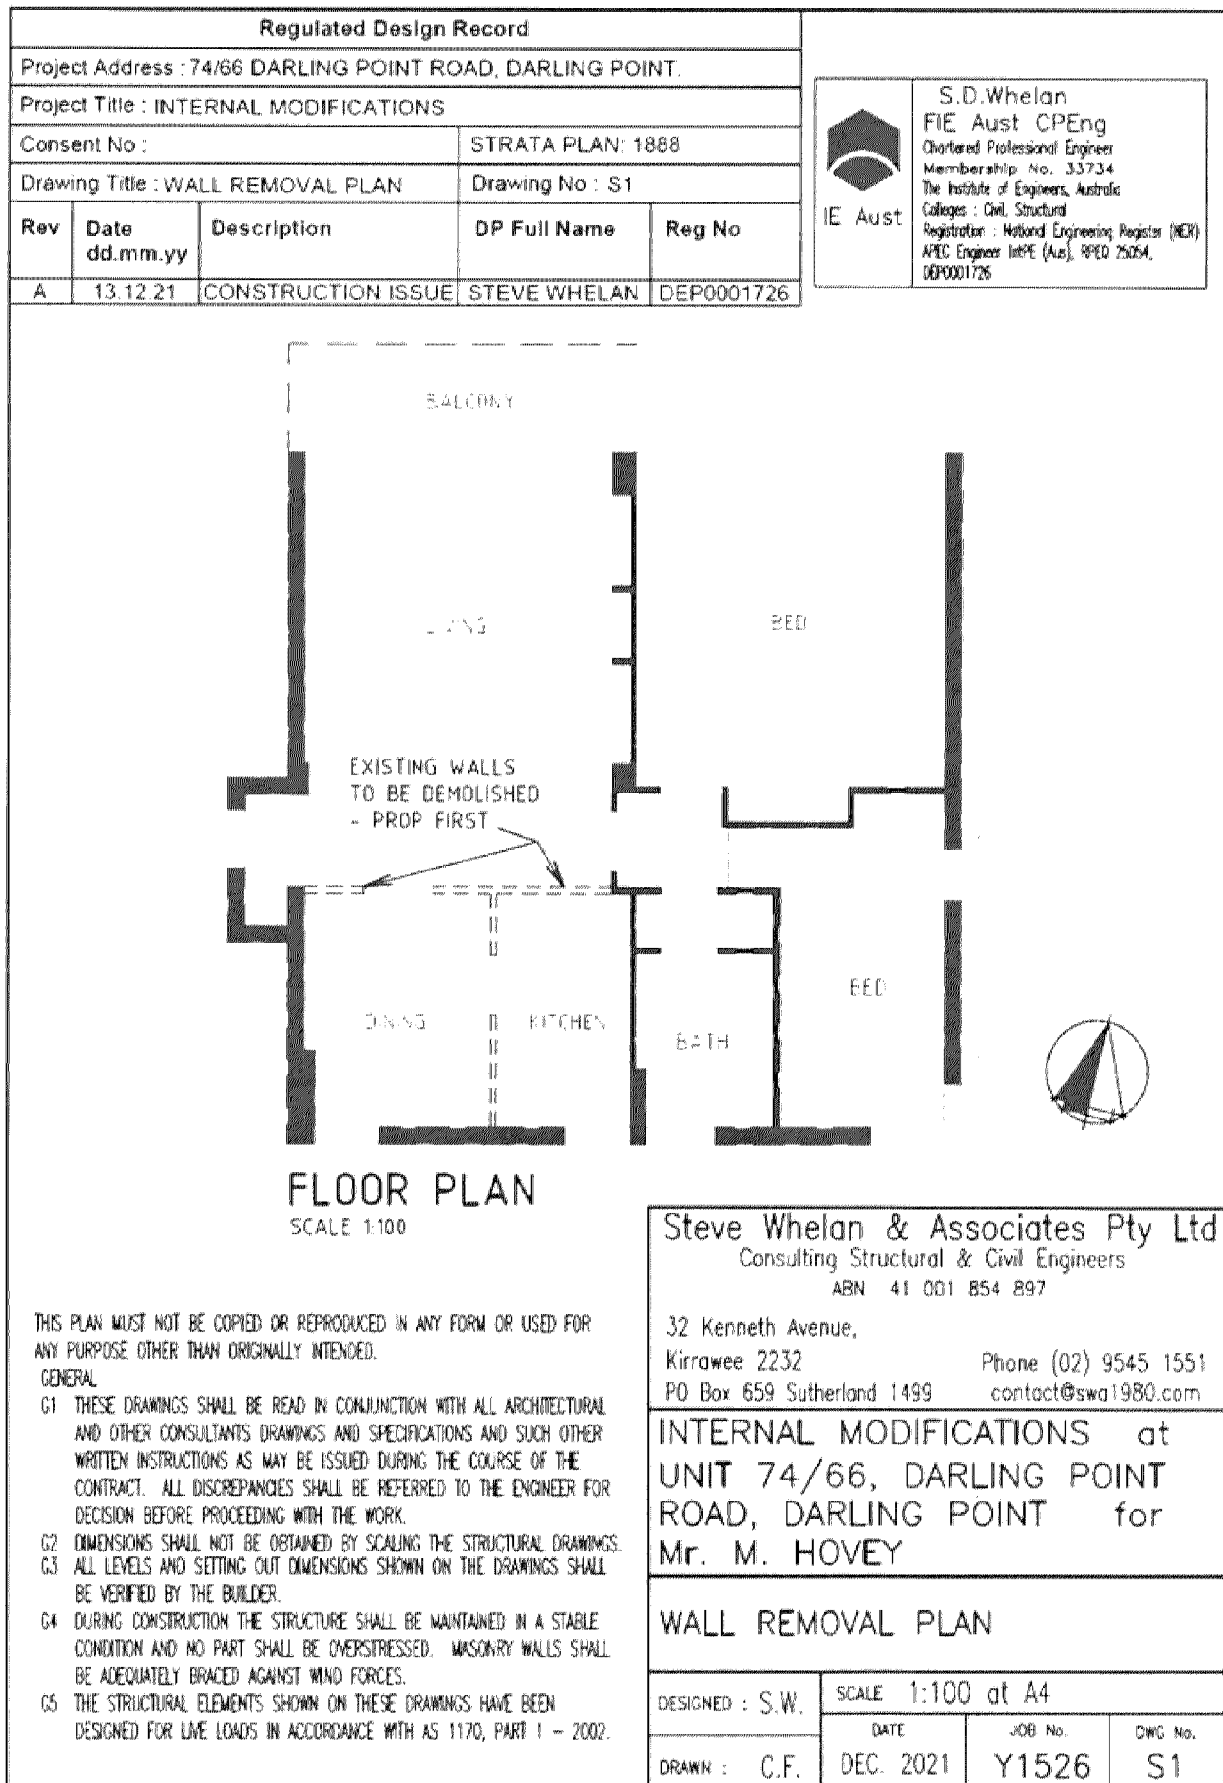 Regulated Design Record
Project Address : 74/66 DARLING POINT ROAD, DARLING POINT.
Project Title : INTERNAL MODIFICATIONS
Consent No :
STRATA PLAN: 1888
Drawing Title : WALL REMOVAL PLAN
Drawing No : S1
Rev
Date
dd.mm.yy
Description
DP Full Name
Reg No
A
13.12.21
CONSTRUCTION ISSUE
STEVE WHELAN
DEP0001726
IE Aust
S.D.Whelan
FIE Aust CPEng
Chartered Professional Engineer
Membership No. 33734
The Institute of Engineers, Australia
Colleges : Civil, Structural
Registration : National Engineering Register (NER)
APEC Engineer IntPE (Aus), RPEQ 25054,
DEP0001726
BALCONY
LIVING
BED
EXISTING WALLS
TO BE DEMOLISHED
- PROP FIRST
DINING
KITCHEN
BATH
BED
FLOOR PLAN
SCALE 1:100
THIS PLAN MUST NOT BE COPIED OR REPRODUCED IN ANY FORM OR USED FOR
ANY PURPOSE OTHER THAN ORIGINALLY INTENDED.
GENERAL
G1 THESE DRAWINGS SHALL BE READ IN CONJUNCTION WITH ALL ARCHITECTURAL
AND OTHER CONSULTANTS DRAWINGS AND SPECIFICATIONS AND SUCH OTHER
WRITTEN INSTRUCTIONS AS MAY BE ISSUED DURING THE COURSE OF THE
CONTRACT. ALL DISCREPANCIES SHALL BE REFERRED TO THE ENGINEER FOR
DECISION BEFORE PROCEEDING WITH THE WORK.
G2 DIMENSIONS SHALL NOT BE OBTAINED BY SCALING THE STRUCTURAL DRAWINGS.
G3 ALL LEVELS AND SETTING OUT DIMENSIONS SHOWN ON THE DRAWINGS SHALL
BE VERIFIED BY THE BUILDER.
G4 DURING CONSTRUCTION THE STRUCTURE SHALL BE MAINTAINED IN A STABLE
CONDITION AND NO PART SHALL BE OVERSTRESSED. MASONRY WALLS SHALL
BE ADEQUATELY BRACED AGAINST WIND FORCES.
G5 THE STRUCTURAL ELEMENTS SHOWN ON THESE DRAWINGS HAVE BEEN
DESIGNED FOR LIVE LOADS IN ACCORDANCE WITH AS 1170, PART 1 - 2002.
Steve Whelan & Associates Pty Ltd
Consulting Structural & Civil Engineers
ABN 41 001 854 897
32 Kenneth Avenue,
Kirrawee 2232
Phone (02) 9545 1551
PO Box 659 Sutherland 1499
contact@swa1980.com
INTERNAL MODIFICATIONS at
UNIT 74/66, DARLING POINT
ROAD, DARLING POINT for
Mr. M. HOVEY
WALL REMOVAL PLAN
DESIGNED : S.W.
SCALE 1:100 at A4
DRAWN : C.F.
DATE
DEC. 2021
JOB No.
Y1526
DWG No.
S1